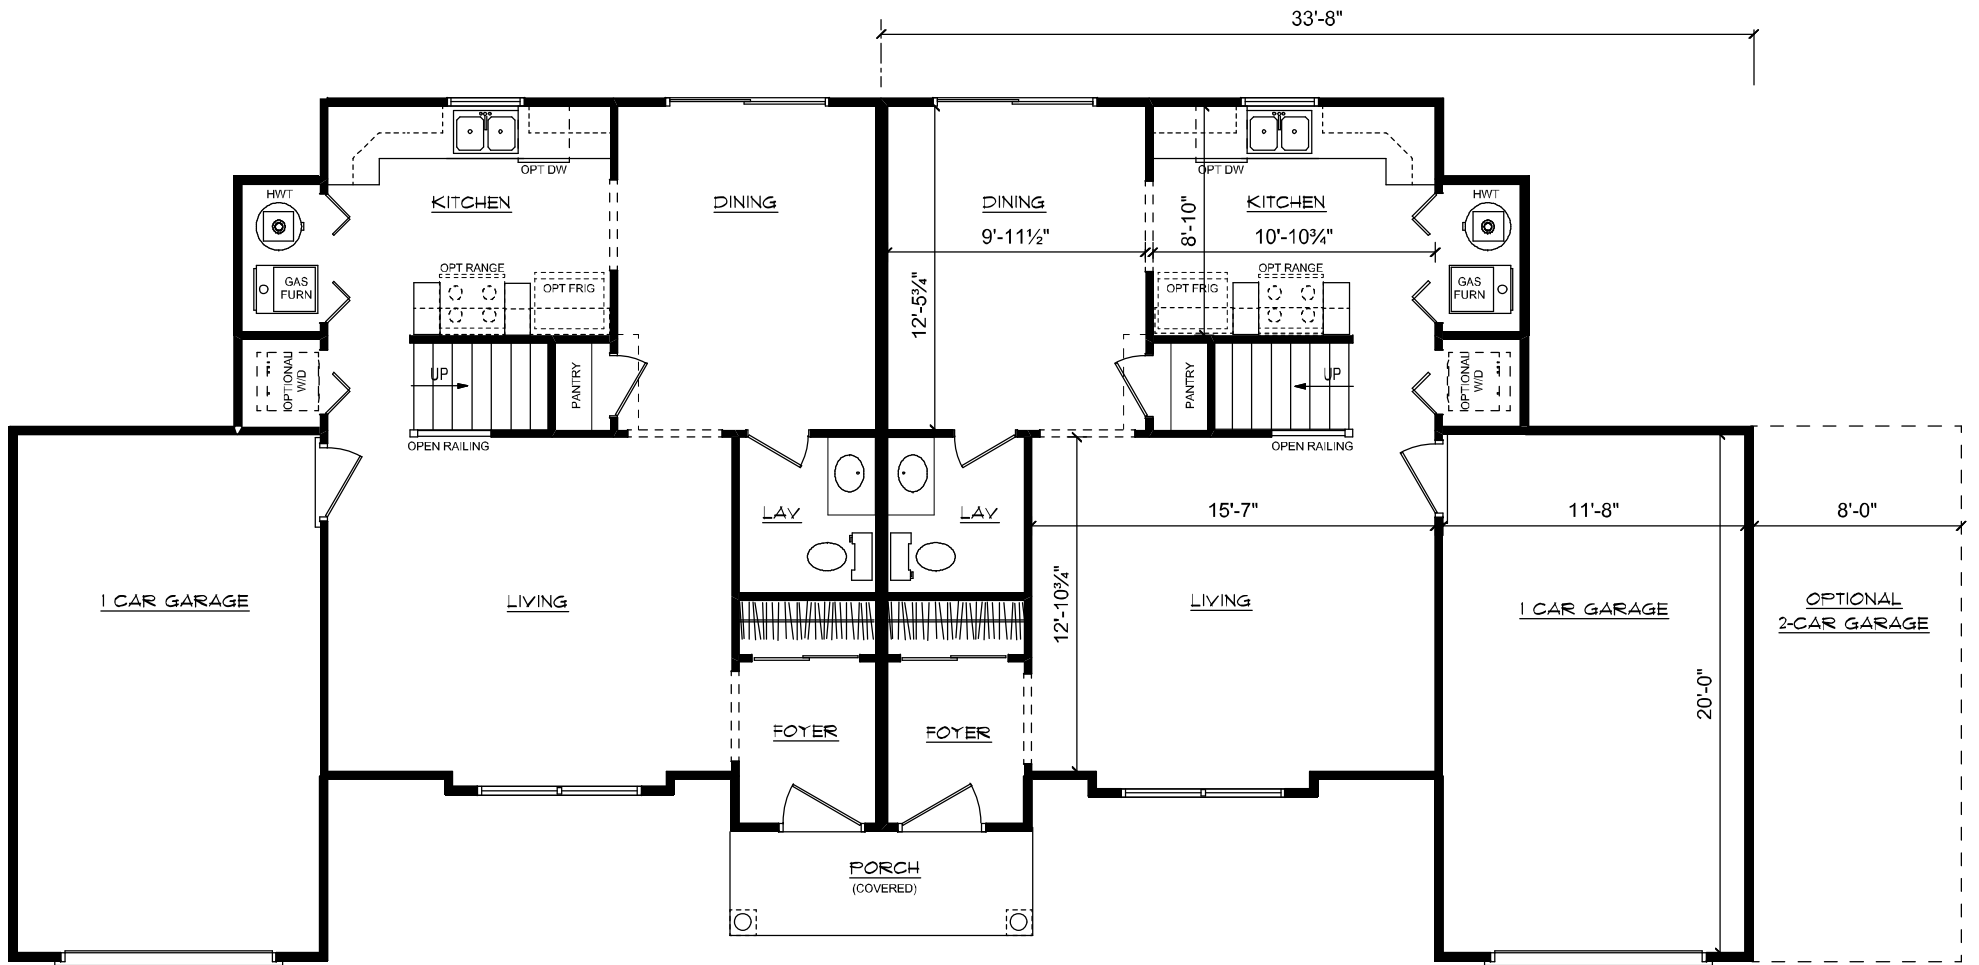 33'-8"
OPT DW
OPT DW
HWT
KITCHEN
DINING
DINING
KITCHEN
HWT
8'-10"
9'-11½"
10'-10¾"
OPT RANGE
OPT RANGE
GAS
FURN
OPT FRIG
OPT FRIG
GAS
FURN
12'-5¾"
OPTIONAL
W/D
UP
PANTRY
PANTRY
UP
OPTIONAL
W/D
OPEN RAILING
OPEN RAILING
LAV
LAV
15'-7"
11'-8"
8'-0"
1 CAR GARAGE
LIVING
12'-10¾"
LIVING
1 CAR GARAGE
OPTIONAL
2-CAR GARAGE
20'-0"
FOYER
FOYER
PORCH
(COVERED)